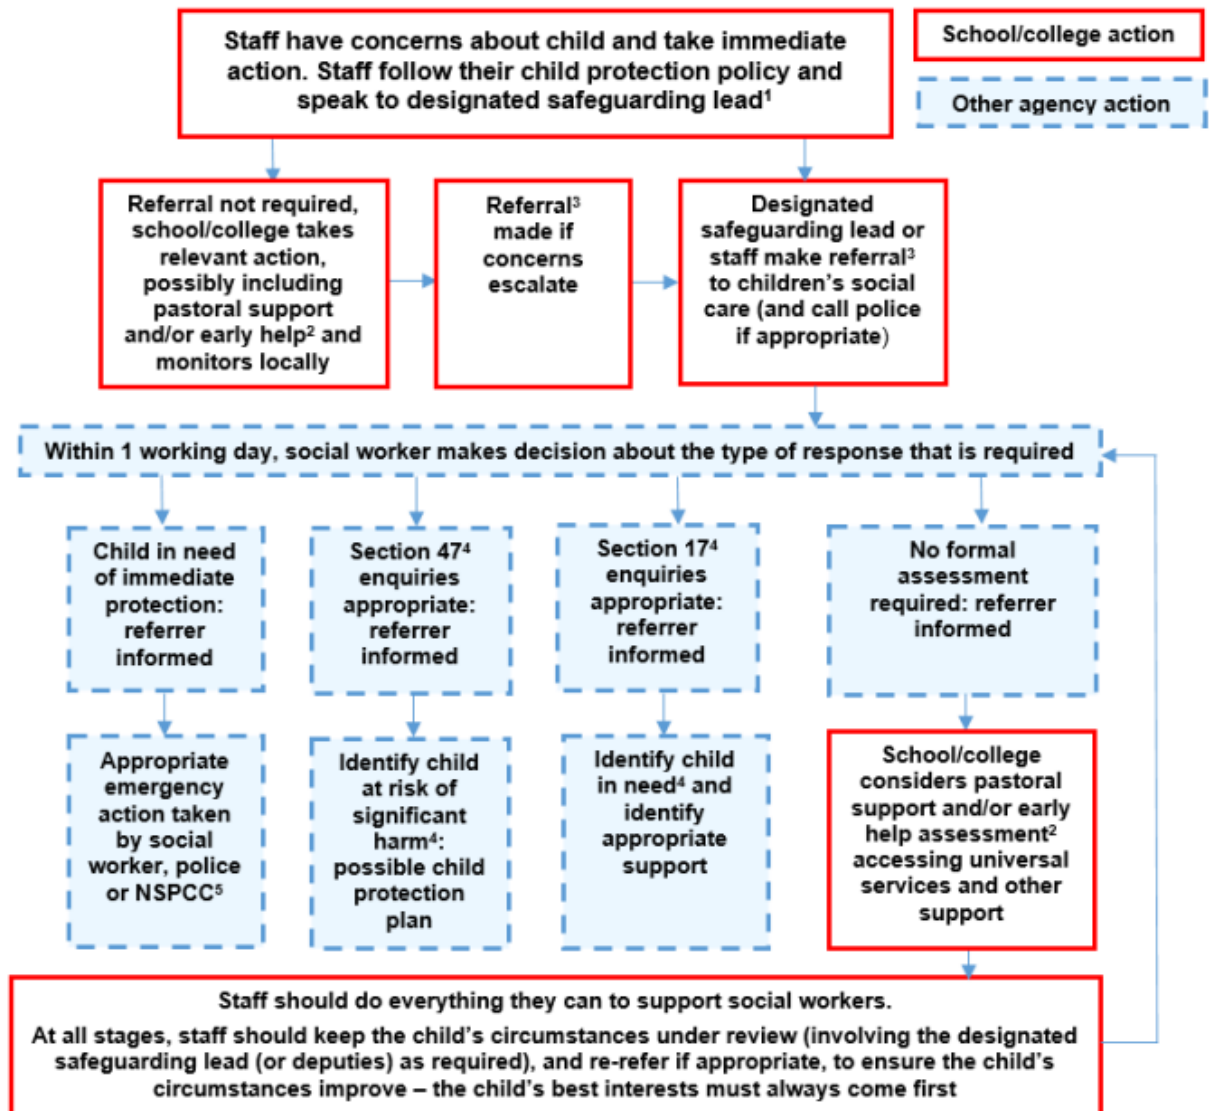 Staff have concerns about child and take immediate
action. Staff follow their child protection policy and
speak to designated safeguarding lead¹
School/college action
Other agency action
Referral not required,
school/college takes
relevant action,
possibly including
pastoral support
and/or early help² and
monitors locally
Referral³
made if
concerns
escalate
Designated
safeguarding lead or
staff make referral³
to children's social
care (and call police
if appropriate)
Within 1 working day, social worker makes decision about the type of response that is required
Child in need
of immediate
protection:
referrer
informed
Section 47⁴
enquiries
appropriate:
referrer
informed
Section 17⁴
enquiries
appropriate:
referrer
informed
No formal
assessment
required: referrer
informed
Appropriate
emergency
action taken
by social
worker, police
or NSPCC⁵
Identify child
at risk of
significant
harm⁴:
possible child
protection
plan
Identify child
in need⁴ and
identify
appropriate
support
School/college
considers pastoral
support and/or early
help assessment²
accessing universal
services and other
support
Staff should do everything they can to support social workers.
At all stages, staff should keep the child's circumstances under review (involving the designated
safeguarding lead (or deputies) as required), and re-refer if appropriate, to ensure the child's
circumstances improve – the child's best interests must always come first